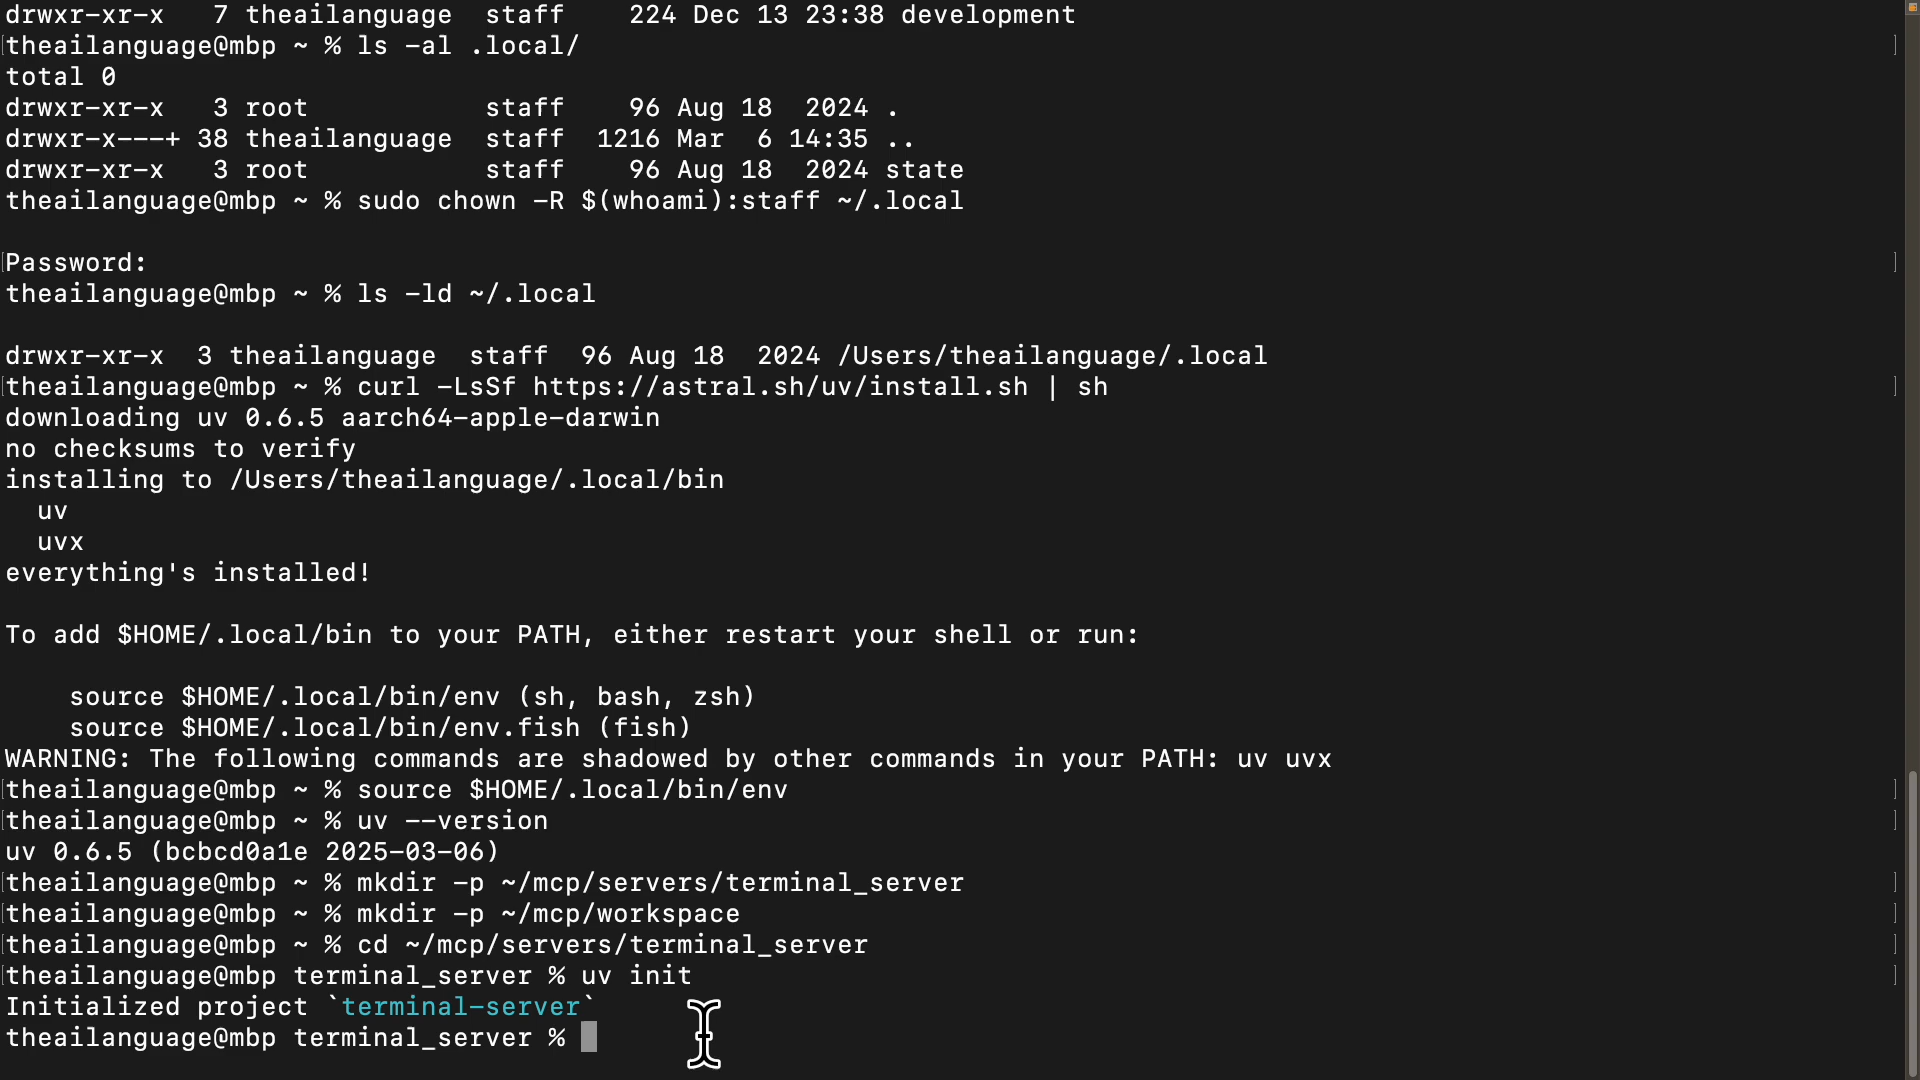 drwxr-xr-x   7 theailanguage  staff    224 Dec 13 23:38 development
theailanguage@mbp ~ % ls -al .local/
total 0
drwxr-xr-x   3 root           staff    96 Aug 18  2024 .
drwxr-x---+ 38 theailanguage  staff  1216 Mar  6 14:35 ..
drwxr-xr-x   3 root           staff    96 Aug 18  2024 state
theailanguage@mbp ~ % sudo chown -R $(whoami):staff ~/.local
Password:
theailanguage@mbp ~ % ls -ld ~/.local
drwxr-xr-x  3 theailanguage  staff  96 Aug 18  2024 /Users/theailanguage/.local
theailanguage@mbp ~ % curl -LsSf https://astral.sh/uv/install.sh | sh
downloading uv 0.6.5 aarch64-apple-darwin
no checksums to verify
installing to /Users/theailanguage/.local/bin
  uv
  uvx
everything's installed!
To add $HOME/.local/bin to your PATH, either restart your shell or run:
    source $HOME/.local/bin/env (sh, bash, zsh)
    source $HOME/.local/bin/env.fish (fish)
WARNING: The following commands are shadowed by other commands in your PATH: uv uvx
theailanguage@mbp ~ % source $HOME/.local/bin/env
theailanguage@mbp ~ % uv --version
uv 0.6.5 (bcbcd0a1e 2025-03-06)
theailanguage@mbp ~ % mkdir -p ~/mcp/servers/terminal_server
theailanguage@mbp ~ % mkdir -p ~/mcp/workspace
theailanguage@mbp ~ % cd ~/mcp/servers/terminal_server
theailanguage@mbp terminal_server % uv init
Initialized project `terminal-server`
theailanguage@mbp terminal_server %